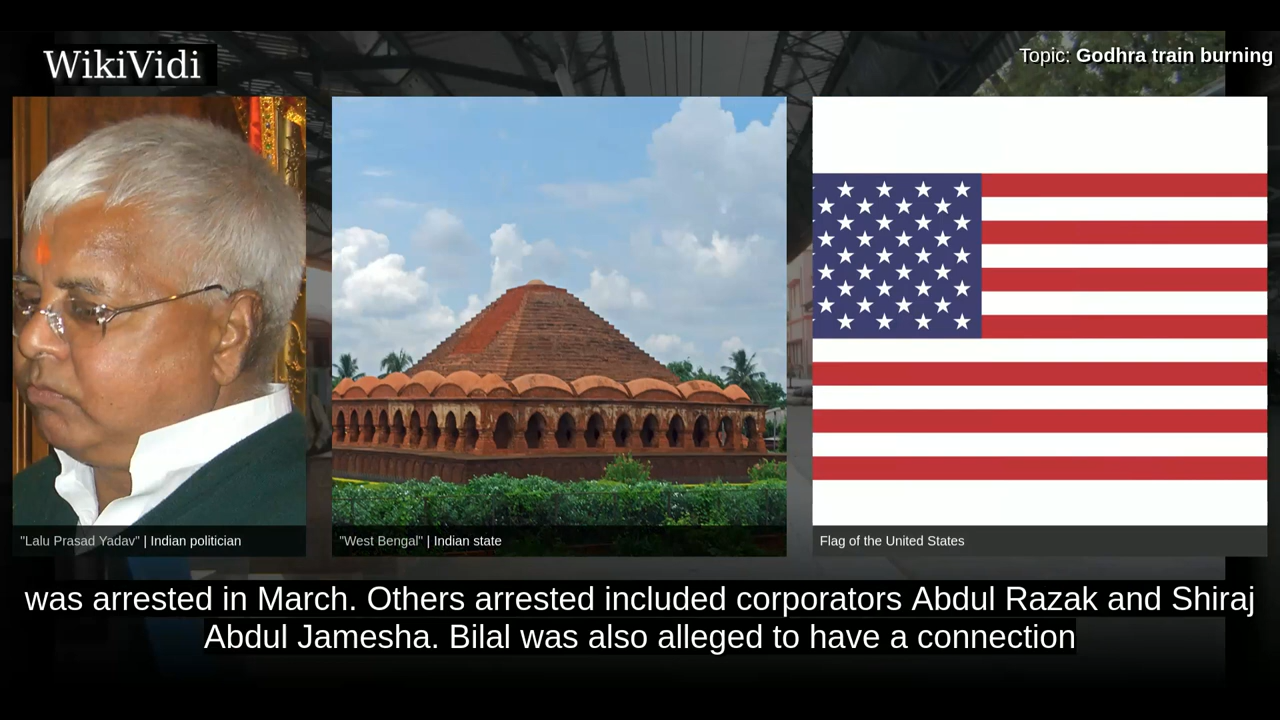 WikiVidi
Topic: Godhra train burning
"Lalu Prasad Yadav" | Indian politician
"West Bengal" | Indian state
Flag of the United States
was arrested in March. Others arrested included corporators Abdul Razak and Shiraj
Abdul Jamesha. Bilal was also alleged to have a connection